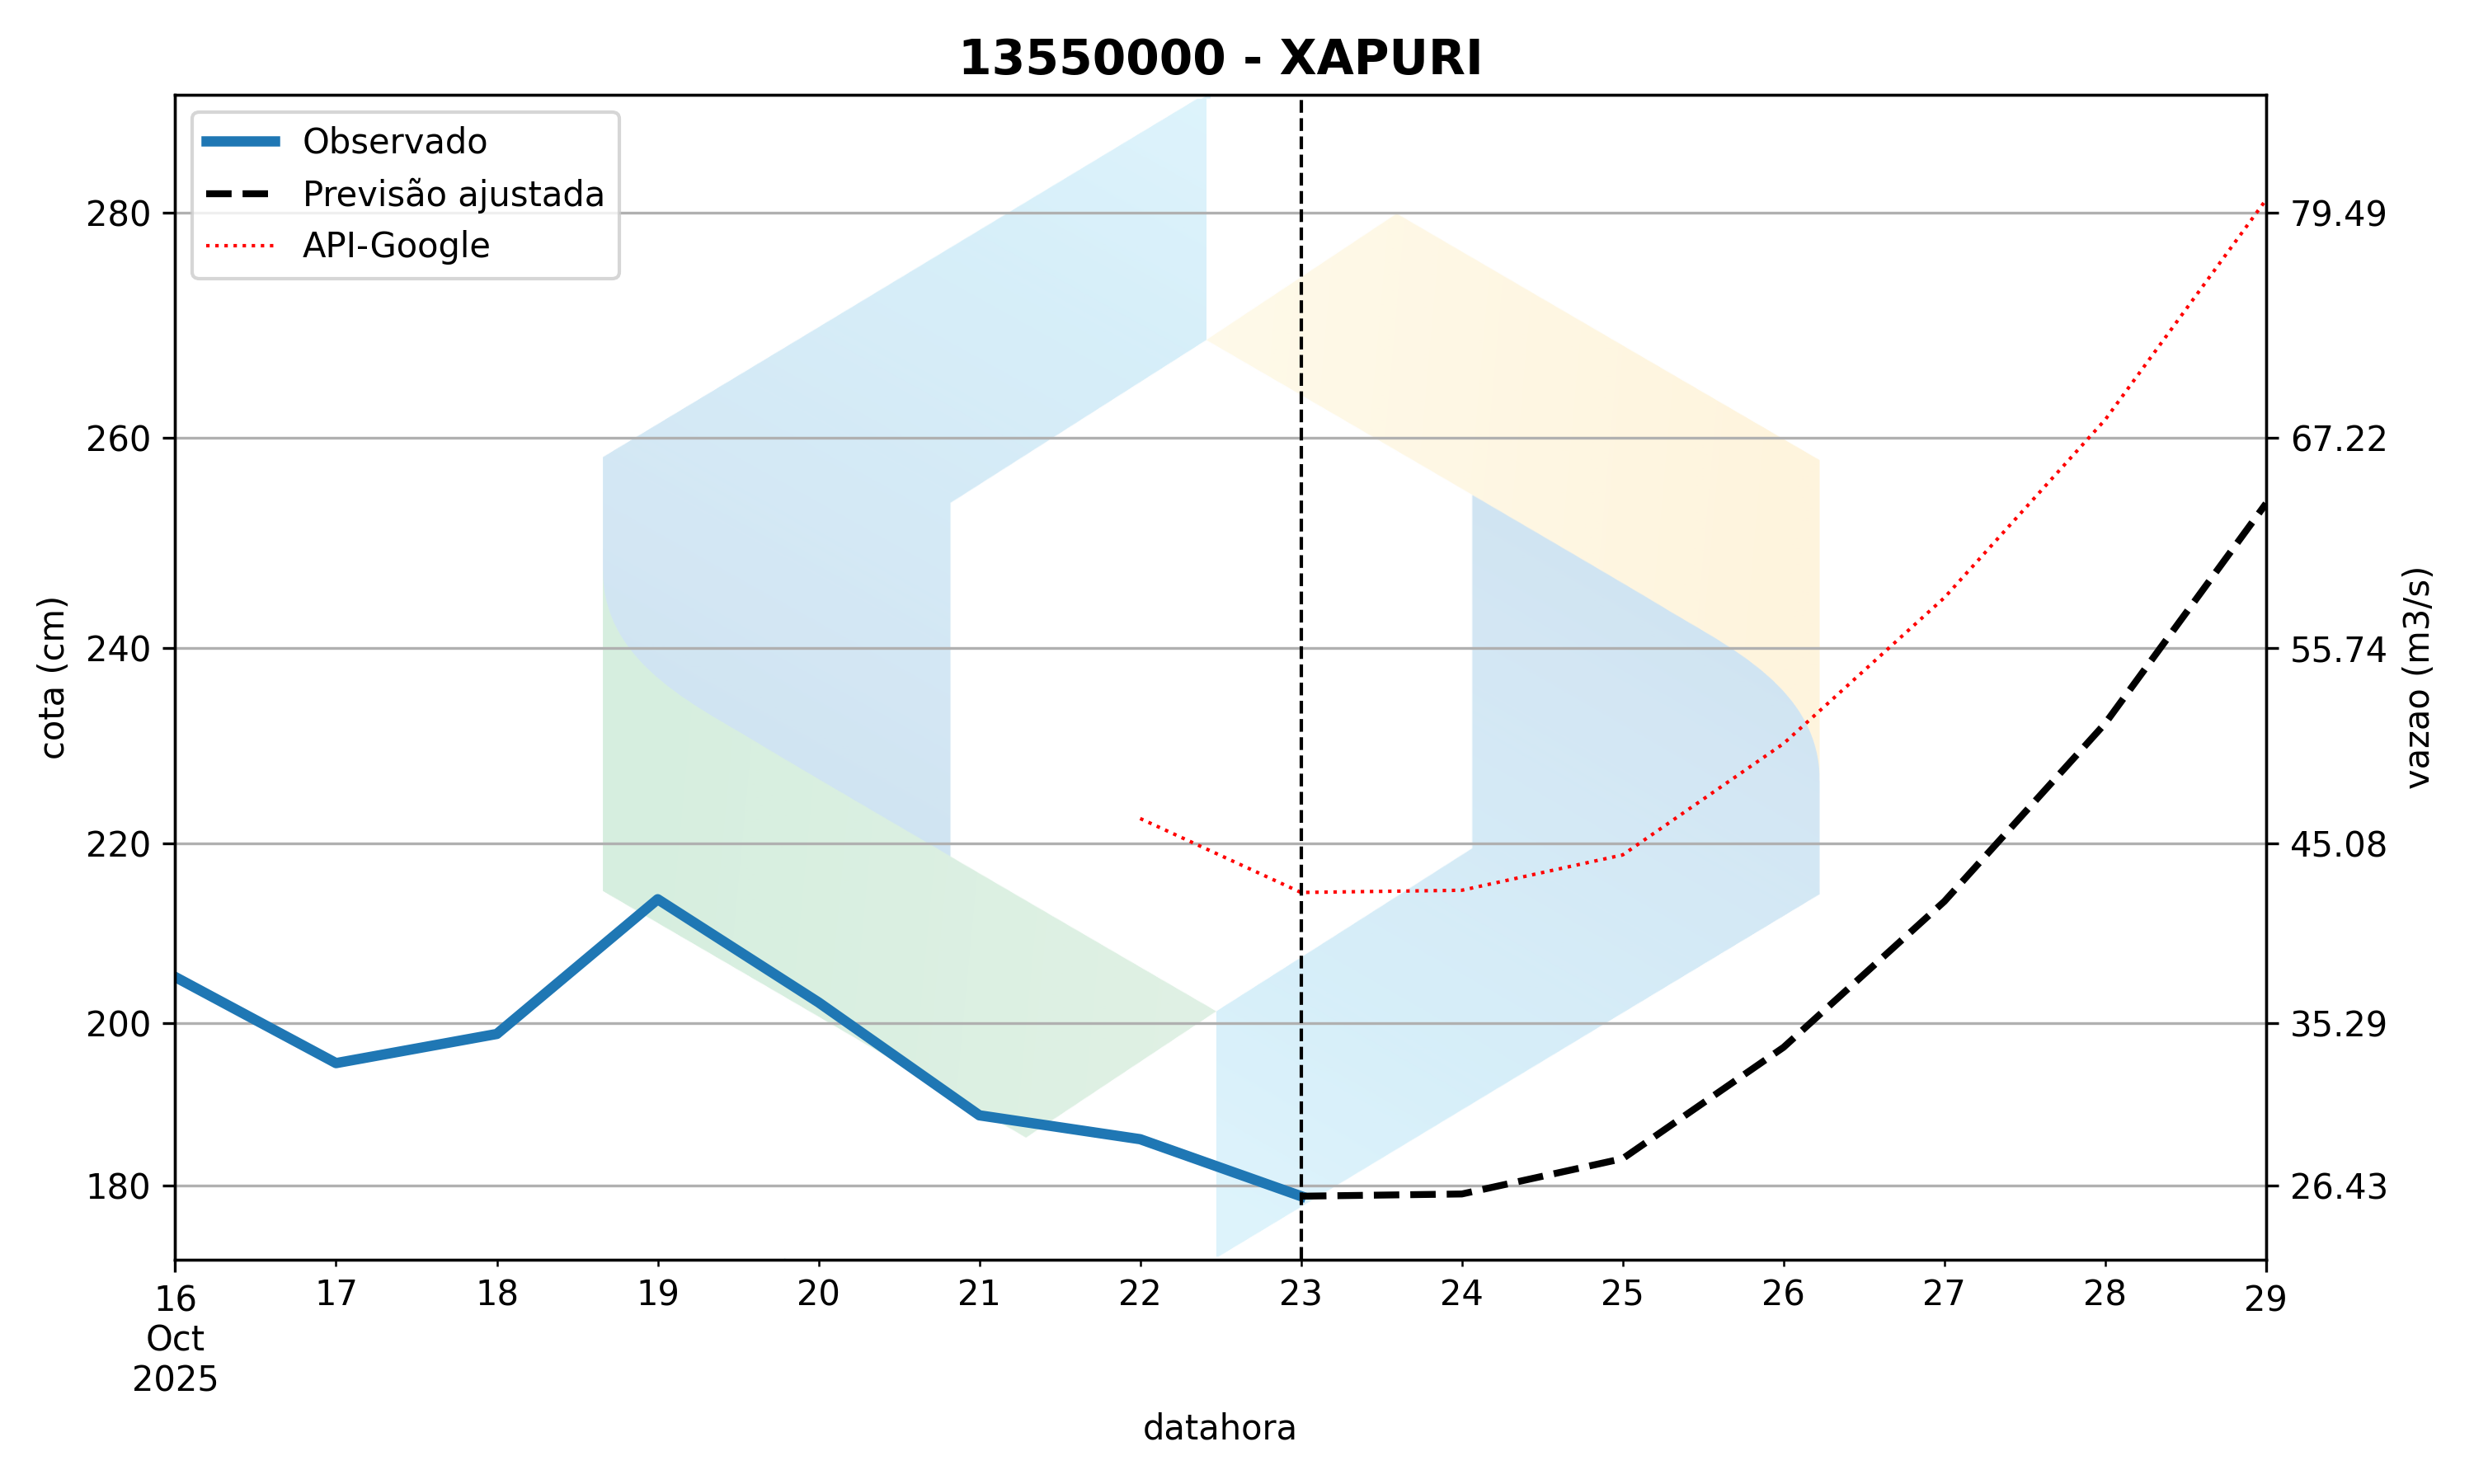 13550000 - XAPURI
Observado
Previsão ajustada
API-Google
280
260
240
220
200
180
cota (cm)
79.49
67.22
55.74
45.08
35.29
26.43
vazao (m3/s)
16 17 18 19 20 21 22 23 24 25 26 27 28 29
Oct
2025
datahora